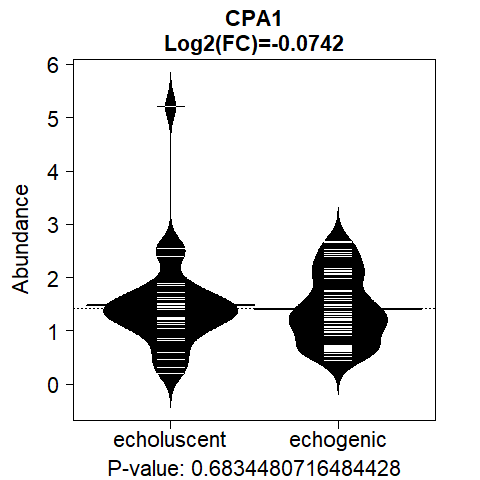 CPA1
Log2(FC)=-0.0742
Abundance
6
5
4
3
2
1
0
echoluscent echogenic
P-value: 0.6834480716484428